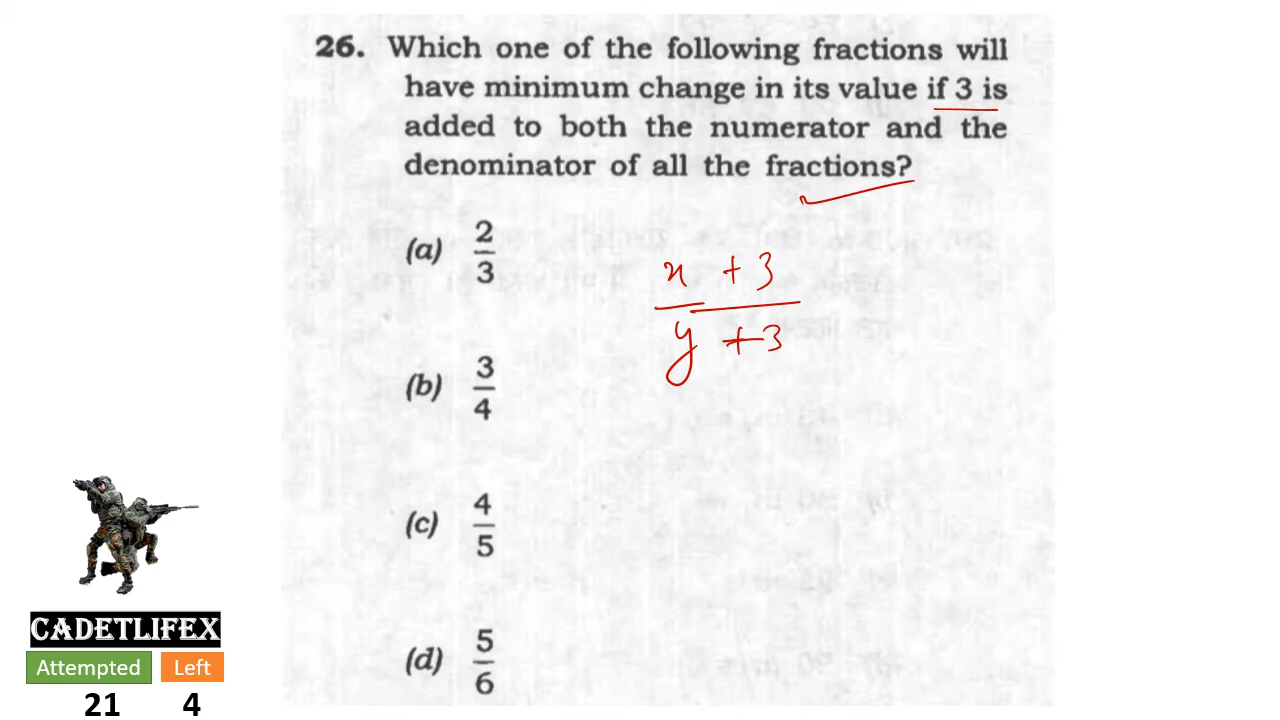 26. Which one of the following fractions will
have minimum change in its value if 3 is
added to both the numerator and the
denominator of all the fractions?
(a) 2/3
x + 3
y + 3
(b) 3/4
(c) 4/5
(d) 5/6
CADETLIFEX
Attempted Left
21 4